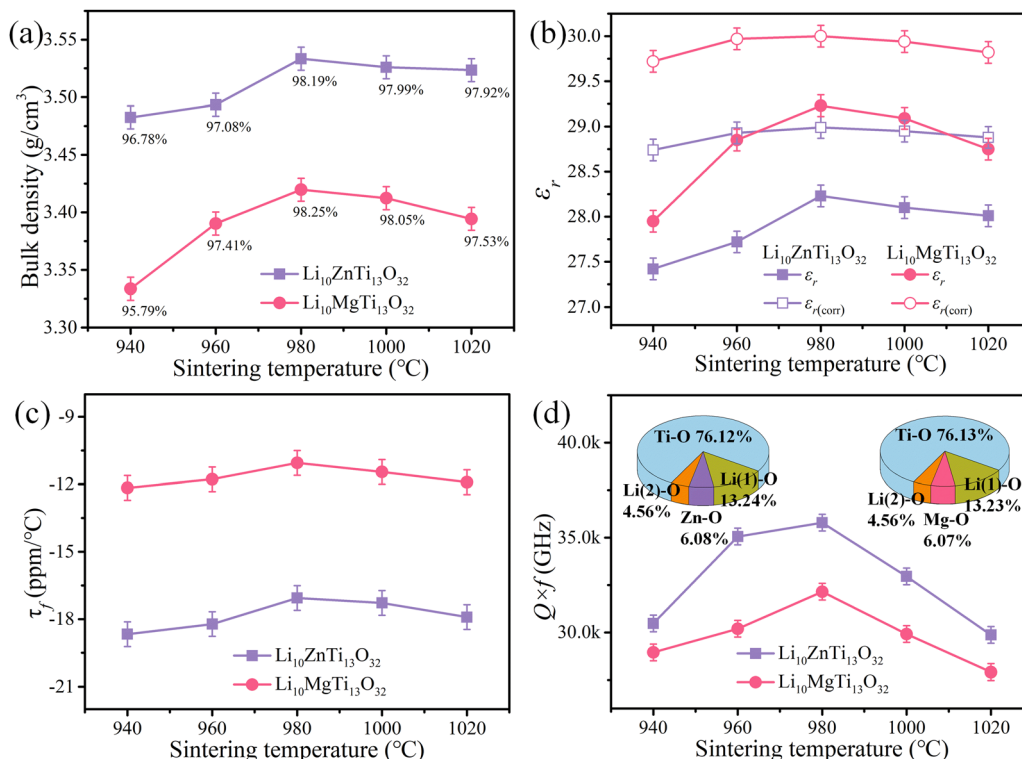 (a)
Bulk density (g/cm³)
3.55
3.50
3.45
3.40
3.35
3.30
96.78%
97.08%
98.19%
97.99%
97.92%
95.79%
97.41%
98.25%
98.05%
97.53%
Li₁₀ZnTi₁₃O₃₂
Li₁₀MgTi₁₃O₃₂
940 960 980 1000 1020
Sintering temperature (℃)
(b)
εᵣ
30.0
29.0
28.5
28.0
27.5
27.0
Li₁₀ZnTi₁₃O₃₂ Li₁₀MgTi₁₃O₃₂
εᵣ εᵣ
εᵣ(corr) εᵣ(corr)
940 960 980 1000 1020
Sintering temperature (℃)
(c)
τf (ppm/℃)
-9
-12
-15
-18
-21
Li₁₀ZnTi₁₃O₃₂
Li₁₀MgTi₁₃O₃₂
940 960 980 1000 1020
Sintering temperature (℃)
(d)
Q×f (GHz)
40.0k
35.0k
30.0k
Ti-O 76.12%
Li(2)-O
4.56%
Zn-O
6.08%
Li(1)-O
13.24%
Ti-O 76.13%
Li(2)-O
4.56%
Mg-O
6.07%
Li(1)-O
13.23%
Li₁₀ZnTi₁₃O₃₂
Li₁₀MgTi₁₃O₃₂
940 960 980 1000 1020
Sintering temperature (℃)